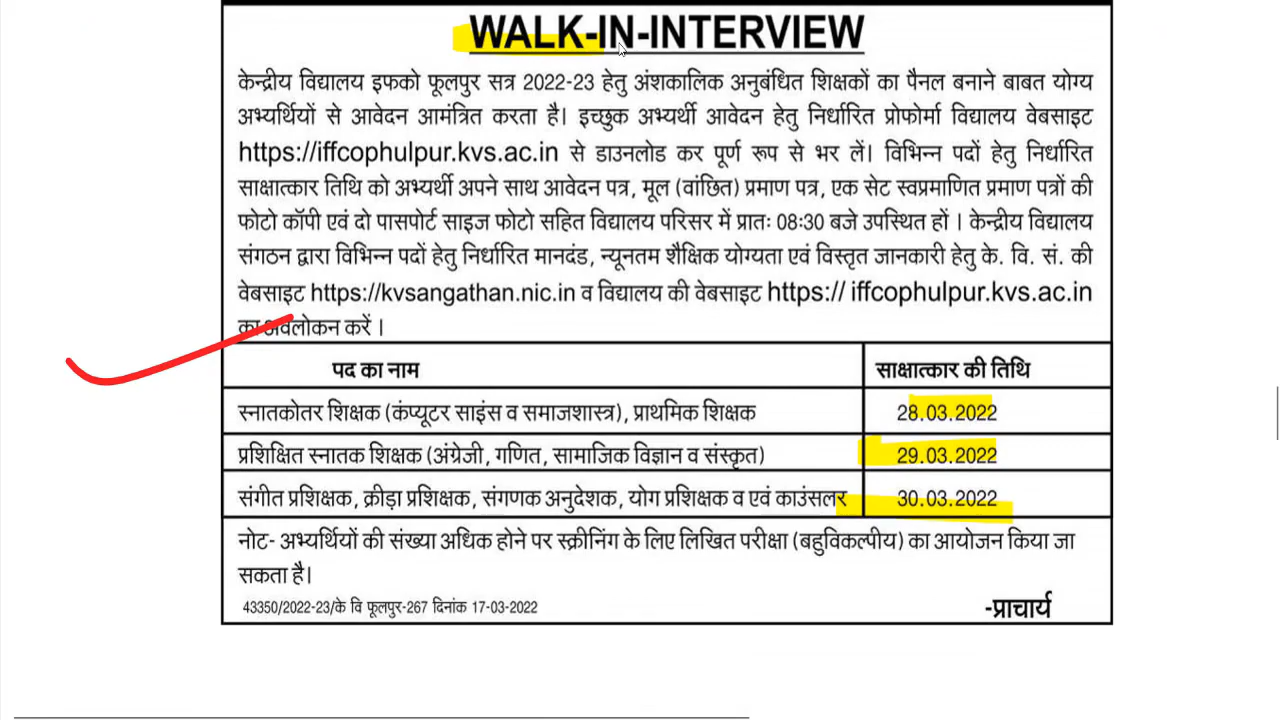 WALK-IN-INTERVIEW
केन्द्रीय विद्यालय इफको फूलपुर सत्र 2022-23 हेतु अंशकालिक अनुबंधित शिक्षकों का पैनल बनाने बाबत योग्य
अभ्यर्थियों से आवेदन आमंत्रित करता है। इच्छुक अभ्यर्थी आवेदन हेतु निर्धारित प्रोफोर्मा विद्यालय वेबसाइट
https://iffcophulpur.kvs.ac.in से डाउनलोड कर पूर्ण रूप से भर लें। विभिन्न पदों हेतु निर्धारित
साक्षात्कार तिथि को अभ्यर्थी अपने साथ आवेदन पत्र, मूल (वांछित) प्रमाण पत्र, एक सेट स्वप्रमाणित प्रमाण पत्रों की
फोटो कॉपी एवं दो पासपोर्ट साइज फोटो सहित विद्यालय परिसर में प्रातः 08:30 बजे उपस्थित हों । केन्द्रीय विद्यालय
संगठन द्वारा विभिन्न पदों हेतु निर्धारित मानदंड, न्यूनतम शैक्षिक योग्यता एवं विस्तृत जानकारी हेतु के. वि. सं. की
वेबसाइट https://kvsangathan.nic.in व विद्यालय की वेबसाइट https:// iffcophulpur.kvs.ac.in
का अवलोकन करें ।
पद का नाम साक्षात्कार की तिथि
स्नातकोतर शिक्षक (कंप्यूटर साइंस व समाजशास्त्र), प्राथमिक शिक्षक 28.03.2022
प्रशिक्षित स्नातक शिक्षक (अंग्रेजी, गणित, सामाजिक विज्ञान व संस्कृत) 29.03.2022
संगीत प्रशिक्षक, क्रीड़ा प्रशिक्षक, संगणक अनुदेशक, योग प्रशिक्षक व एवं काउंसलर 30.03.2022
नोट- अभ्यर्थियों की संख्या अधिक होने पर स्क्रीनिंग के लिए लिखित परीक्षा (बहुविकल्पीय) का आयोजन किया जा
सकता है।
43350/2022-23/के वि फूलपुर-267 दिनांक 17-03-2022 -प्राचार्य